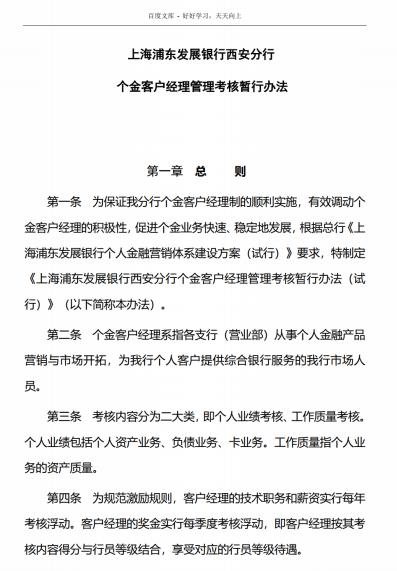 百度文库 - 好好学习，天天向上
上海浦东发展银行西安分行
个金客户经理管理考核暂行办法
第一章 总 则
第一条 为保证我分行个金客户经理制的顺利实施，有效调动个
金客户经理的积极性，促进个金业务快速、稳定地发展，根据总行《上
海浦东发展银行个人金融营销体系建设方案（试行）》要求，特制定
《上海浦东发展银行西安分行个金客户经理管理考核暂行办法（试
行）》（以下简称本办法）。
第二条 个金客户经理系指各支行（营业部）从事个人金融产品
营销与市场开拓，为我行个人客户提供综合银行服务的我行市场人
员。
第三条 考核内容分为二大类，即个人业绩考核、工作质量考核。
个人业绩包括个人资产业务、负债业务、卡业务。工作质量指个人业
务的资产质量。
第四条 为规范激励规则，客户经理的技术职务和薪资实行每年
考核浮动。客户经理的奖金实行每季度考核浮动，即客户经理按其考
核内容得分与行员等级结合，享受对应的行员等级待遇。